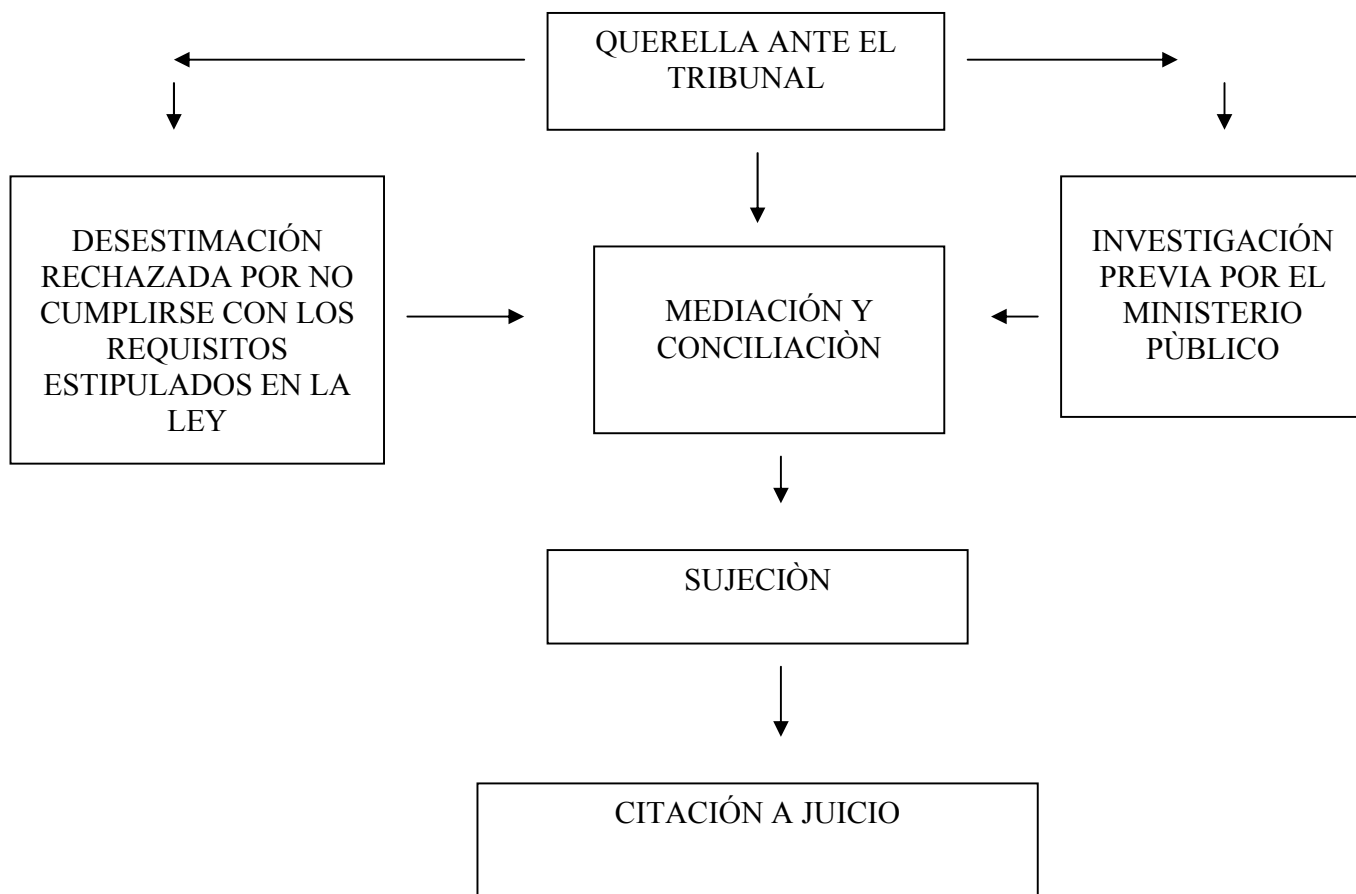 QUERELLA ANTE EL
TRIBUNAL
DESESTIMACIÓN
RECHAZADA POR NO
CUMPLIRSE CON LOS
REQUISITOS
ESTIPULADOS EN LA
LEY
MEDIACIÓN Y
CONCILIACIÒN
INVESTIGACIÓN
PREVIA POR EL
MINISTERIO
PÙBLICO
SUJECIÒN
CITACIÓN A JUICIO